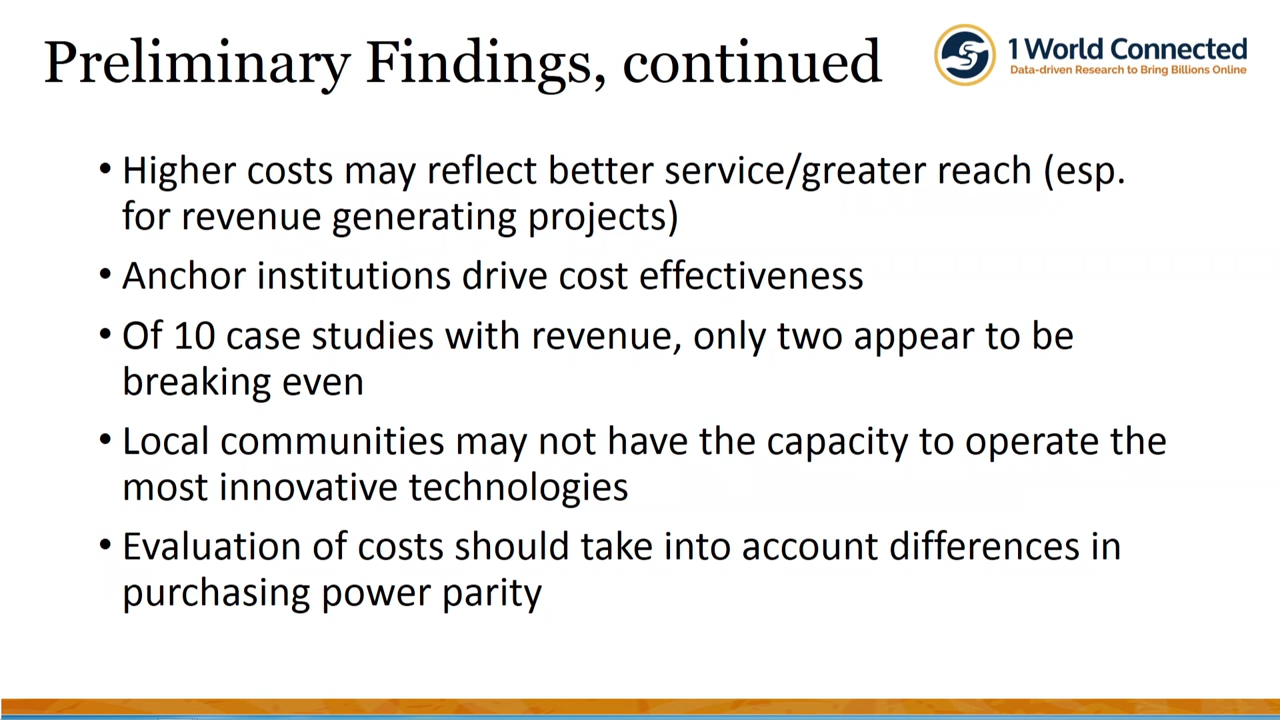 Preliminary Findings, continued
1 World Connected
Data-driven Research to Bring Billions Online
• Higher costs may reflect better service/greater reach (esp.
for revenue generating projects)
• Anchor institutions drive cost effectiveness
• Of 10 case studies with revenue, only two appear to be
breaking even
• Local communities may not have the capacity to operate the
most innovative technologies
• Evaluation of costs should take into account differences in
purchasing power parity